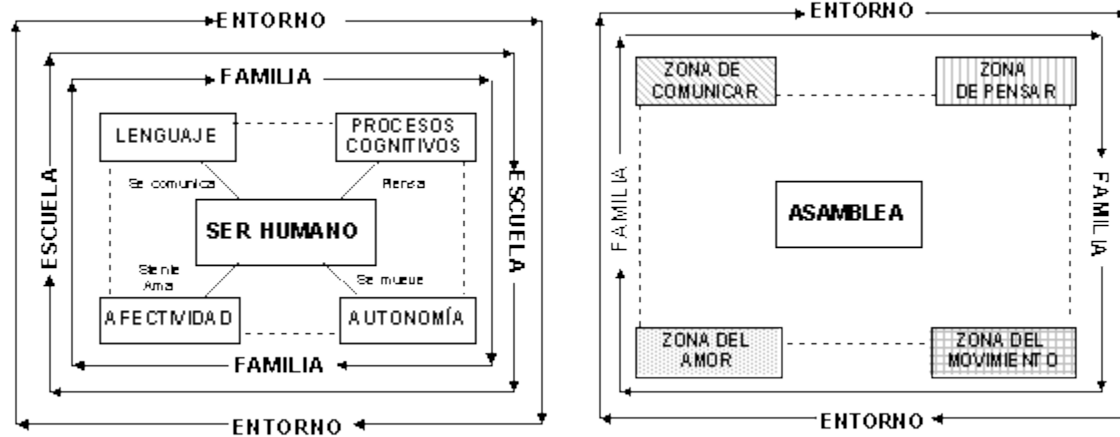 ENTORNO
FAMILIA
LENGUAJE
PROCESOS
COGNITIVOS
Se comunica
Piensa
ESCUELA
SER HUMANO
ESCUELA
Siente
Ama
Se mueve
AFECTIVIDAD
AUTONOMÍA
FAMILIA
ENTORNO
ENTORNO
ZONA DE
COMUNICAR
ZONA
DE PENSAR
FAMILIA
ASAMBLEA
FAMILIA
ZONA DEL
AMOR
ZONA DEL
MOVIMIENTO
ENTORNO